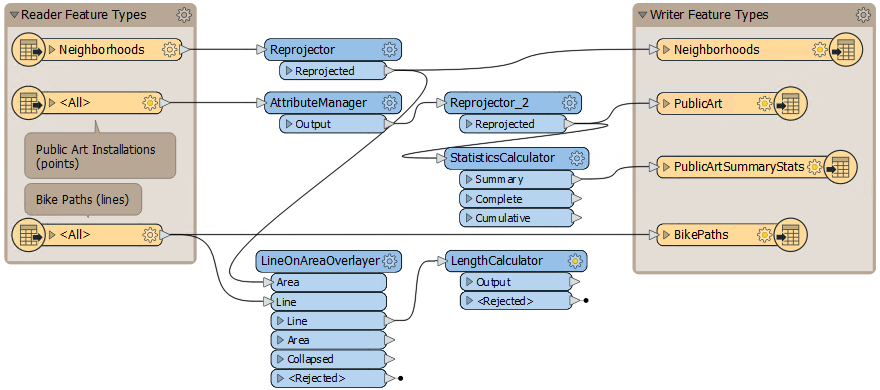 Reader Feature Types
Neighborhoods
<All>
Public Art Installations
(points)
Bike Paths (lines)
<All>
Reprojector
Reprojected
AttributeManager
Output
Reprojector_2
Reprojected
StatisticsCalculator
Summary
Complete
Cumulative
LineOnAreaOverlayer
Area
Line
Line
Area
Collapsed
<Rejected>
LengthCalculator
Output
<Rejected>
Writer Feature Types
Neighborhoods
PublicArt
PublicArtSummaryStats
BikePaths